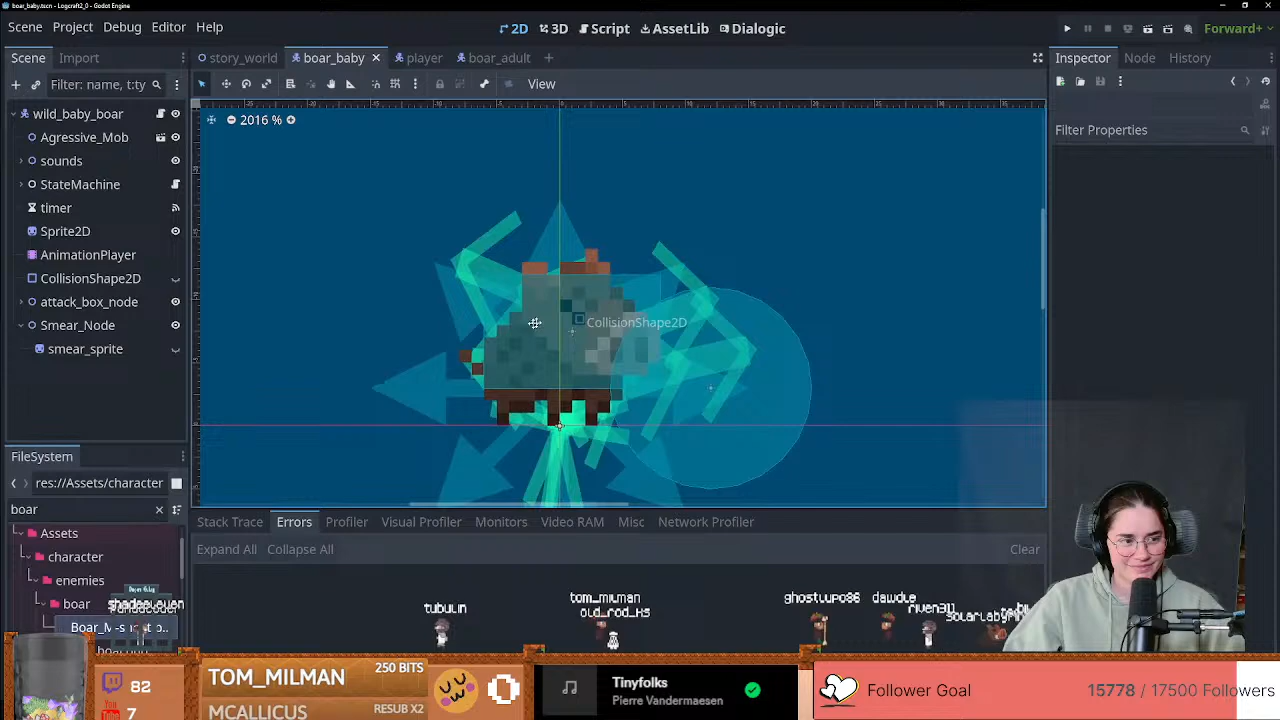 boar_baby.tscn - Logcraft2_0 - Godot Engine
Scene Project Debug Editor Help
2D 3D Script AssetLib Dialogic
Forward+
Scene Import
story_world boar_baby player boar_adult
Inspector Node History
Filter: name, t:ty
View
wild_baby_boar
2016 %
Filter Properties
Agressive_Mob
sounds
StateMachine
timer
Sprite2D
AnimationPlayer
CollisionShape2D
attack_box_node
Smear_Node
CollisionShape2D
smear_sprite
FileSystem
res://Assets/character
boar
Assets
character
enemies
boar
Stack Trace Errors Profiler Visual Profiler Monitors Video RAM Misc Network Profiler
Expand All Collapse All
Clear
tubulin
tom_milman
old_rod_ks
ghostlupo86
dawdle
82
7
TOM_MILMAN
250 BITS
MCALLICUS
RESUB X2
Tinyfolks
Pierre Vandermaesen
Follower Goal
15778 / 17500 Followers